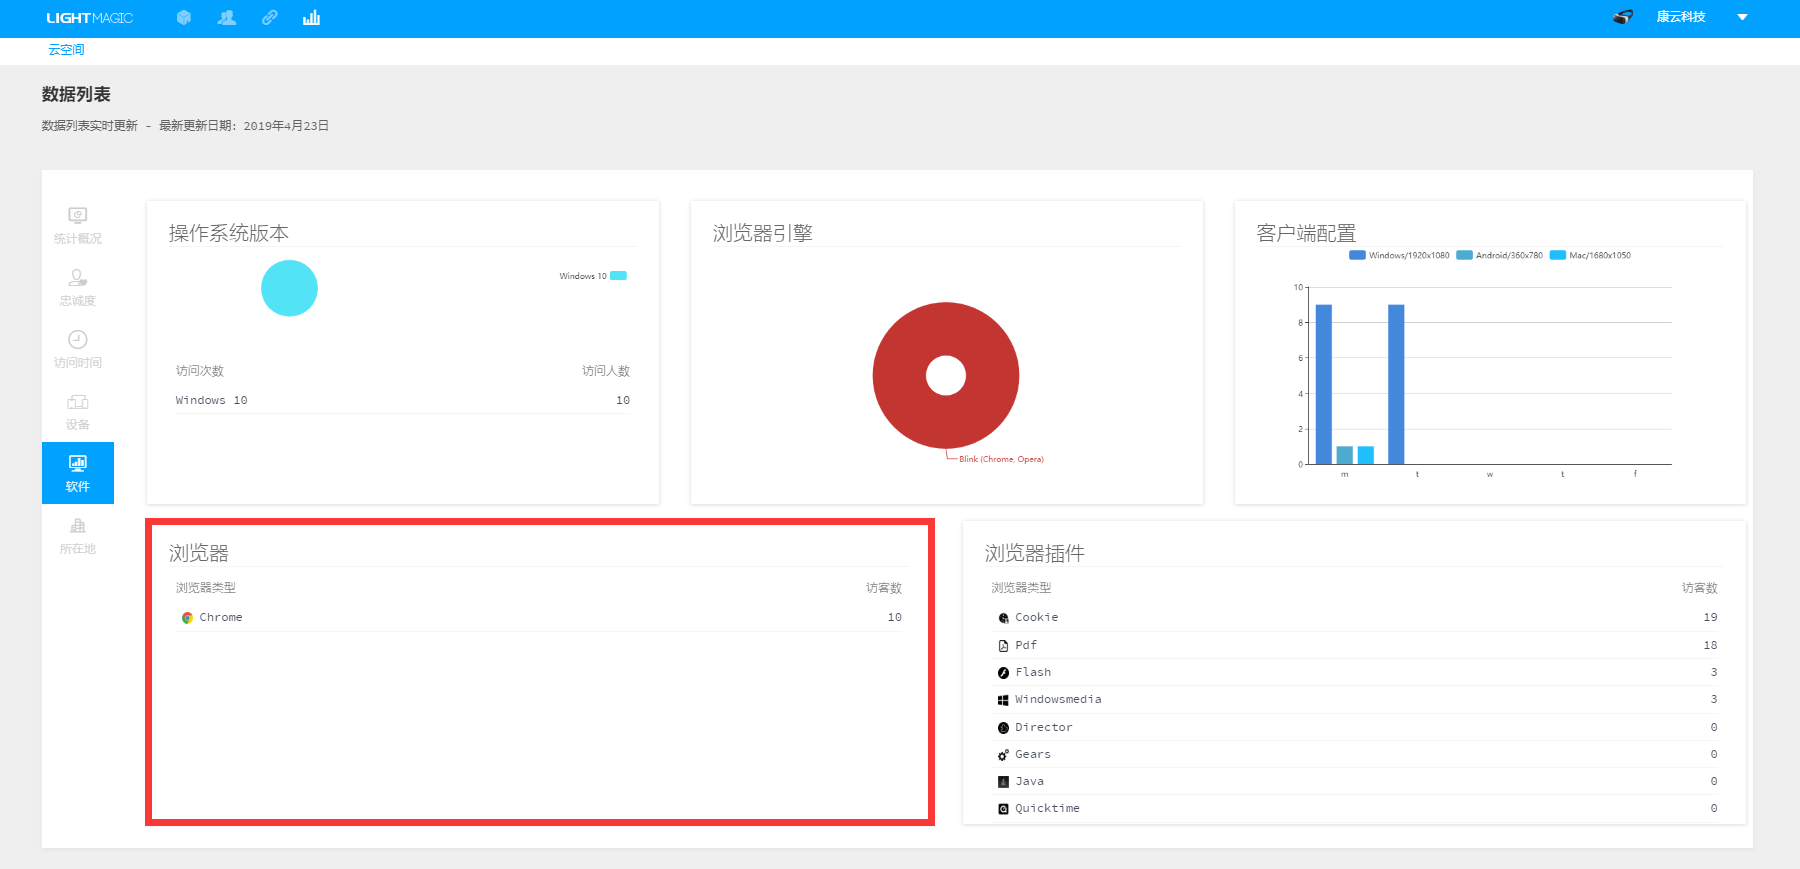 LIGHTMAGIC
康云科技
云空间
数据列表
数据列表实时更新 - 最新更新日期: 2019年4月23日
统计概况
忠诚度
访问时间
设备
软件
所在地
操作系统版本
Windows 10
访问次数 访问人数
Windows 10 10
浏览器引擎
Blink (Chrome, Opera)
客户端配置
Windows/1920x1080 Android/360x780 Mac/1680x1050
10
8
6
4
2
0
m t w t f
浏览器
浏览器类型 访客数
Chrome 10
浏览器插件
浏览器类型 访客数
Cookie 19
Pdf 18
Flash 3
Windowsmedia 3
Director 0
Gears 0
Java 0
Quicktime 0